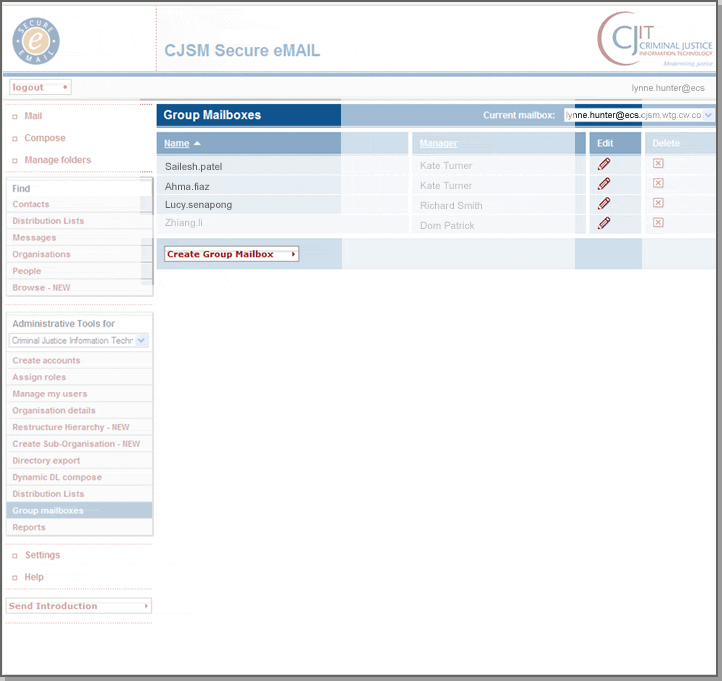 SECURE EMAIL
e
CJSM Secure eMAIL
CJIT
CRIMINAL JUSTICE
INFORMATION TECHNOLOGY
Modernising justice
logout
lynne.hunter@ecs
Mail
Compose
Manage folders
Find
Contacts
Distribution Lists
Messages
Organisations
People
Browse - NEW
Administrative Tools for
Criminal Justice Information Techr
Create accounts
Assign roles
Manage my users
Organisation details
Restructure Hierarchy - NEW
Create Sub-Organisation - NEW
Directory export
Dynamic DL compose
Distribution Lists
Group mailboxes
Reports
Settings
Help
Send Introduction
Group Mailboxes Current mailbox: lynne.hunter@ecs.cjsm.wtg.cw.co
Name Manager Edit Delete
Sailesh.patel Kate Turner
Ahma.fiaz Kate Turner
Lucy.senapong Richard Smith
Zhiang.li Dom Patrick
Create Group Mailbox